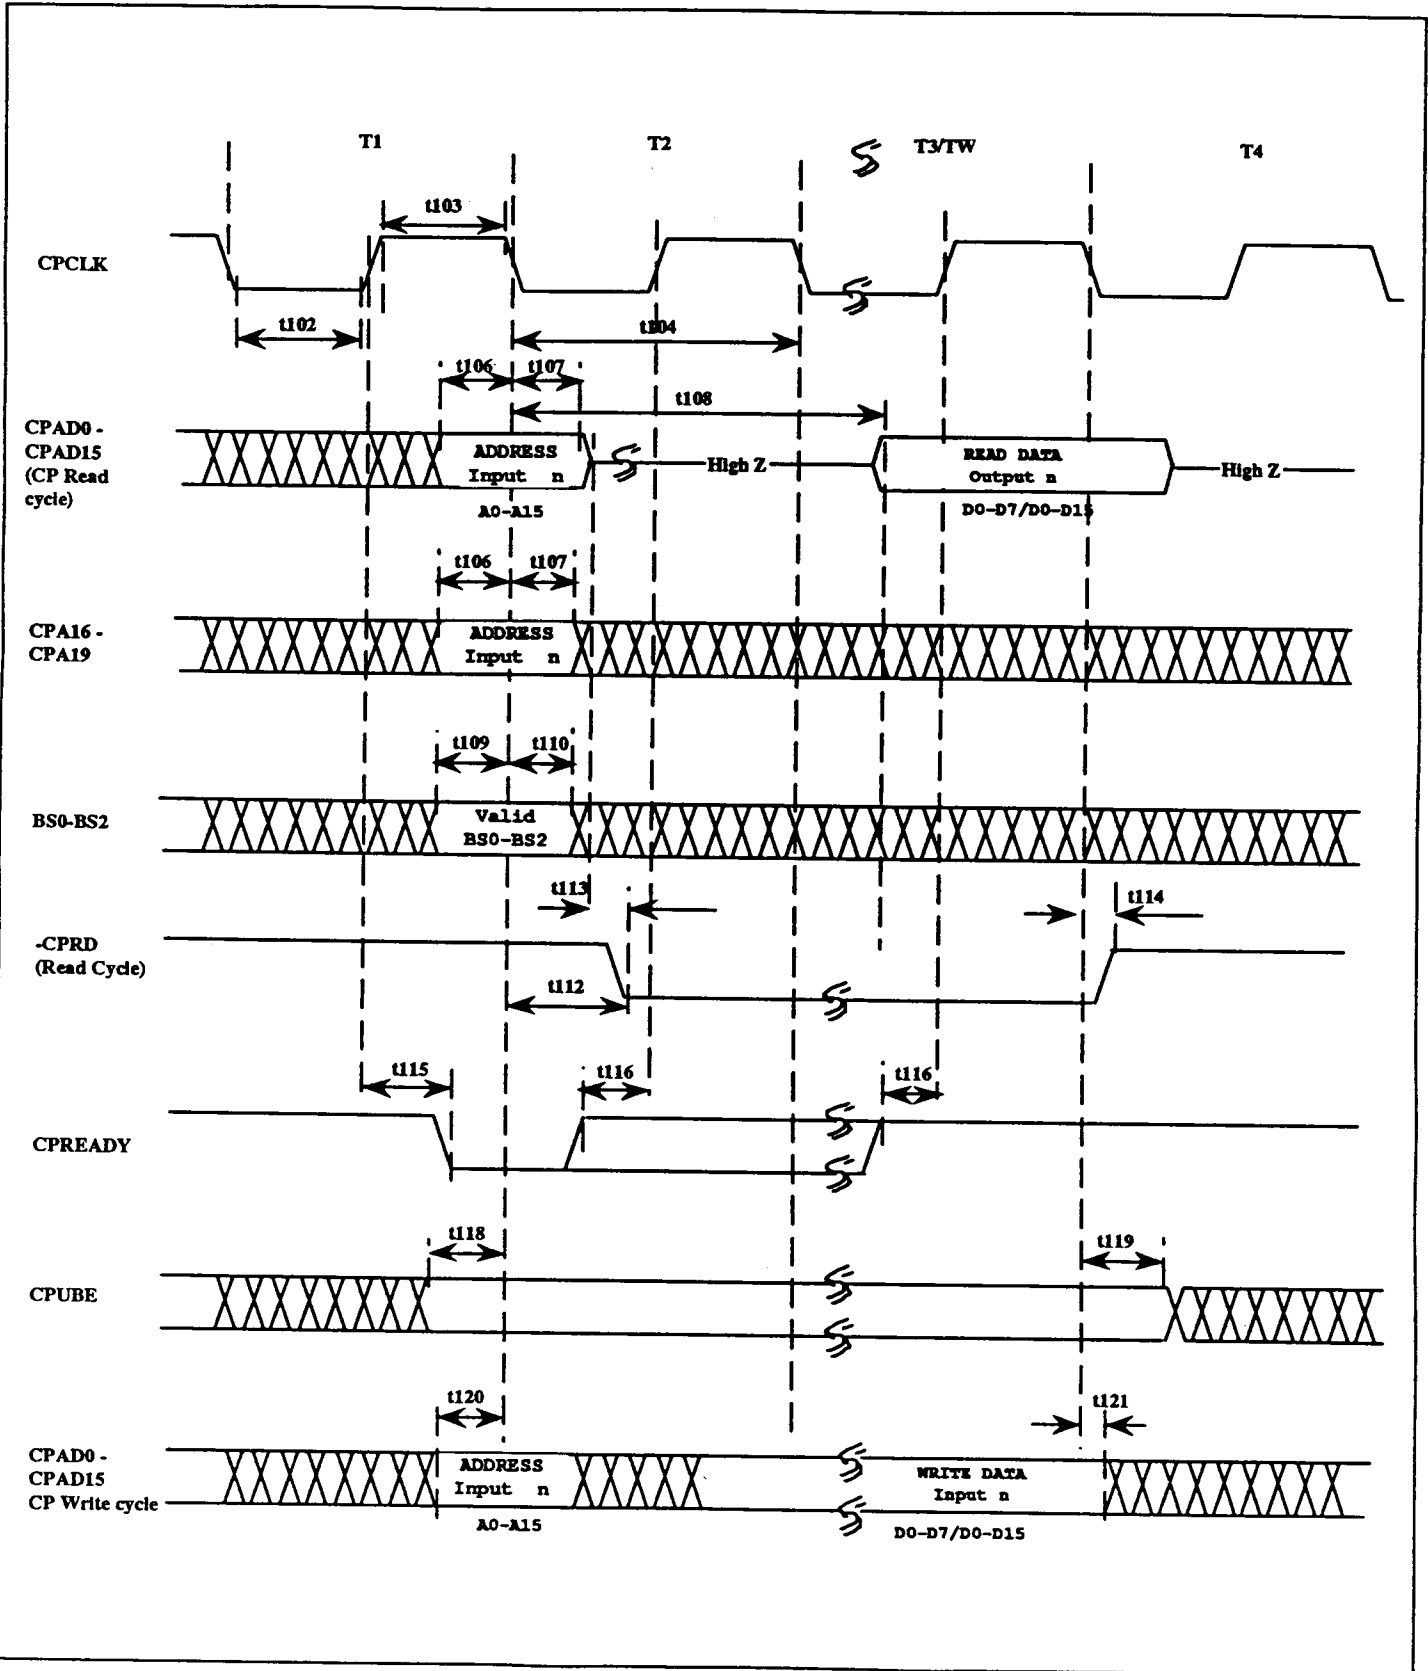 T1
T2
T3/TW
T4
t103
CPCLK
t102
t104
t106
t107
t108
CPAD0 -
CPAD15
(CP Read
cycle)
ADDRESS
Input n
High Z
READ DATA
Output n
High Z
A0-A15
D0-D7/D0-D15
t106
t107
CPA16 -
CPA19
ADDRESS
Input n
t109
t110
BS0-BS2
Valid
BS0-BS2
t113
t114
-CPRD
(Read Cycle)
t112
t115
t116
t116
CPREADY
t118
t119
CPUBE
t120
t121
CPAD0 -
CPAD15
CP Write cycle
ADDRESS
Input n
WRITE DATA
Input n
A0-A15
D0-D7/D0-D15